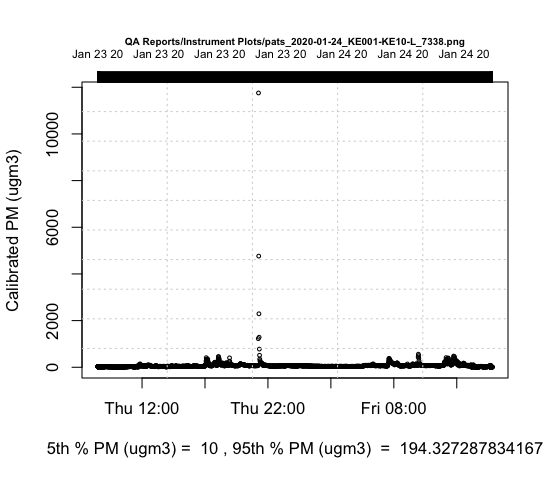 QA Reports/Instrument Plots/pats_2020-01-24_KE001-KE10-L_7338.png
Jan 23 20 Jan 23 20 Jan 23 20 Jan 23 20 Jan 24 20 Jan 24 20 Jan 24 20
Calibrated PM (ugm3)
10000
6000
2000
0
Thu 12:00 Thu 22:00 Fri 08:00
5th % PM (ugm3) = 10 , 95th % PM (ugm3) = 194.327287834167